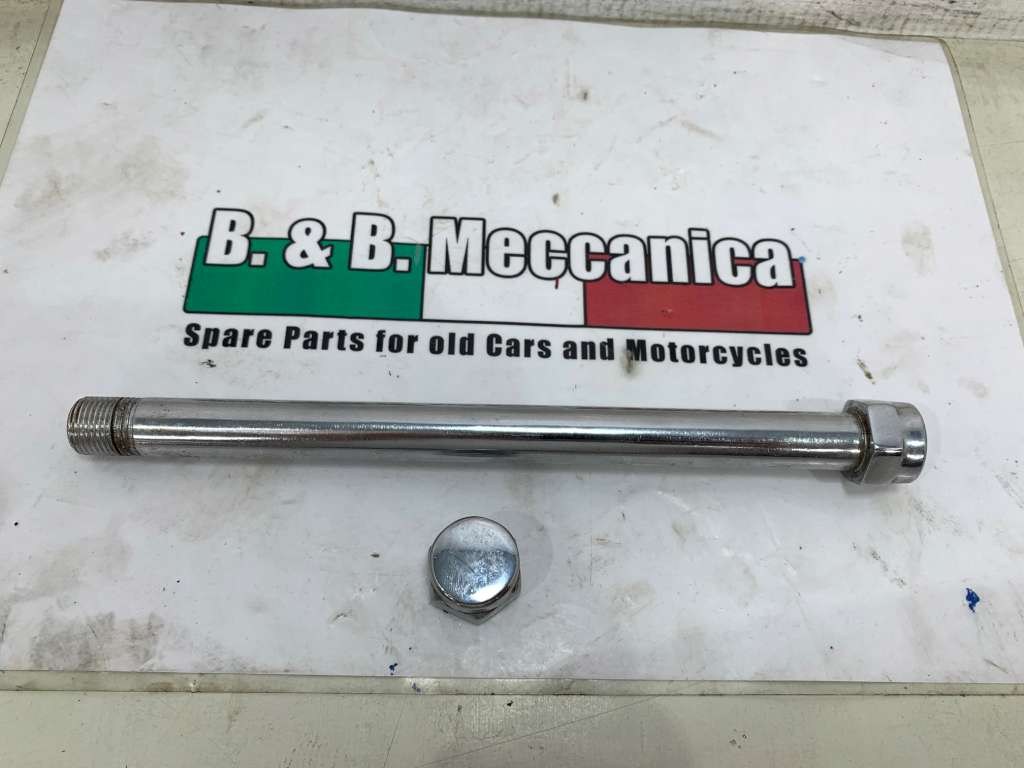 B. & B. Meccanica
Spare Parts for old Cars and Motorcycles